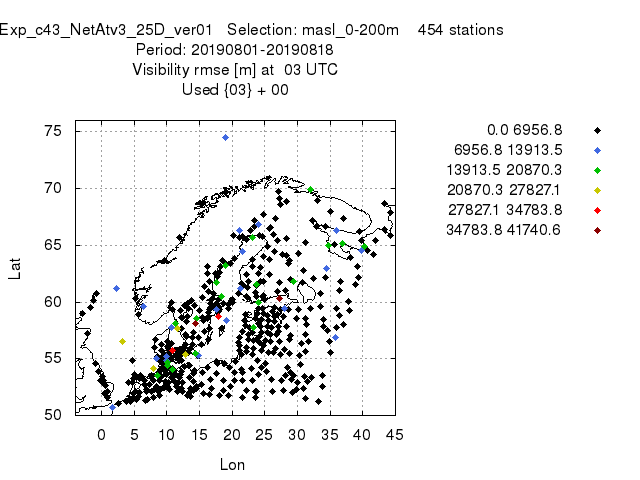 Exp_c43_NetAtv3_25D_ver01 Selection: masl_0-200m 454 stations
Period: 20190801-20190818
Visibility rmse [m] at 03 UTC
Used {03} + 00
0.0 6956.8
6956.8 13913.5
13913.5 20870.3
20870.3 27827.1
27827.1 34783.8
34783.8 41740.6
Lat
75
70
65
60
55
50
0 5 10 15 20 25 30 35 40 45
Lon